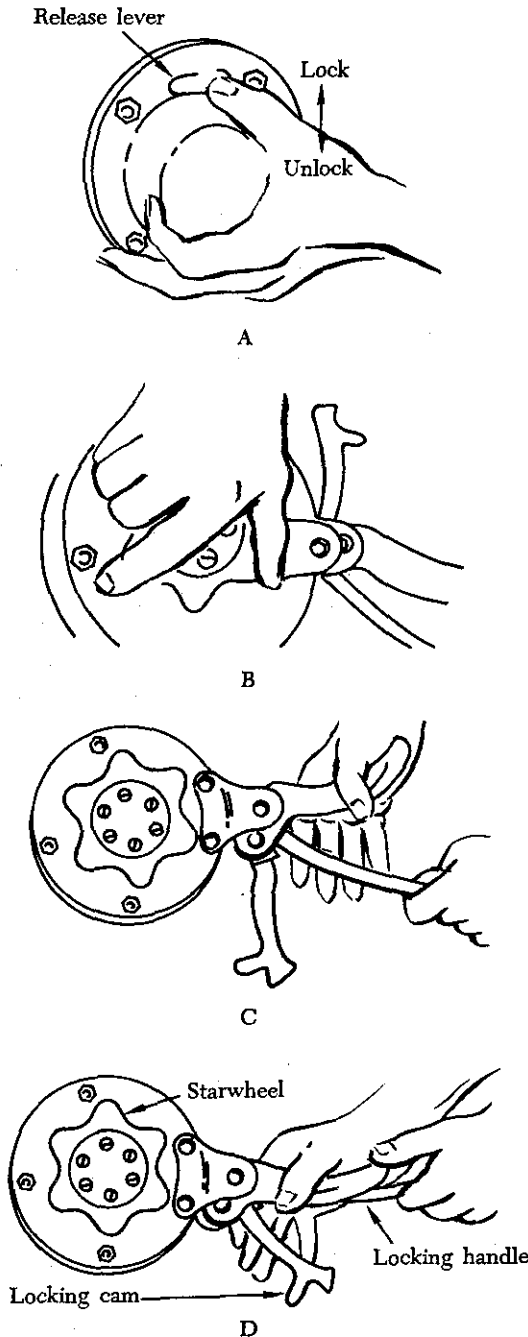 Release lever
Lock
Unlock
A
B
C
Starwheel
Locking handle
Locking cam
D